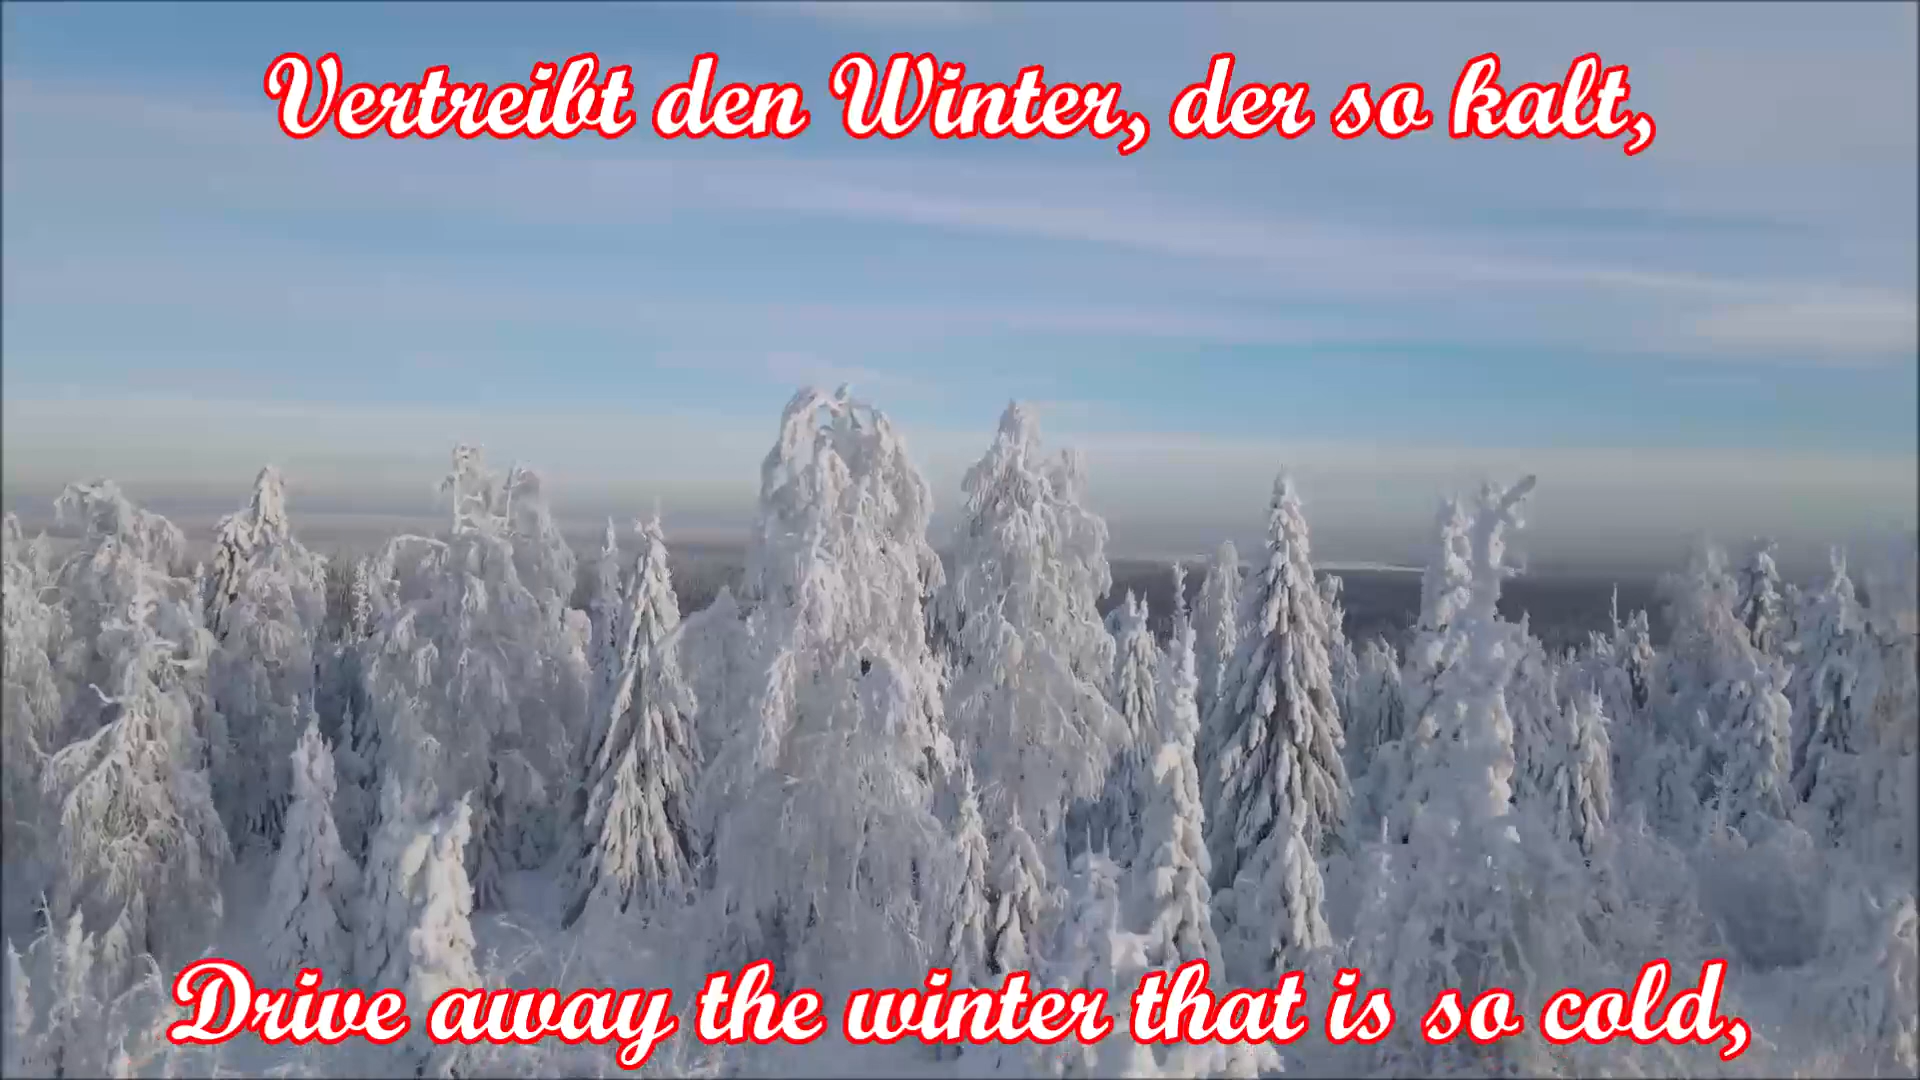 Vertreibt den Winter, der so kalt,
Drive away the winter that is so cold,